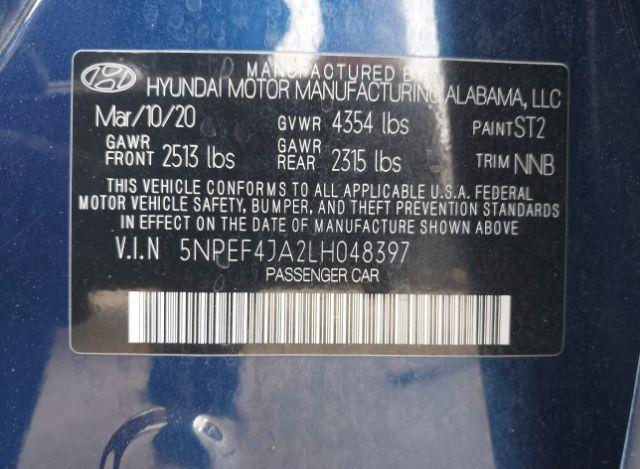 MANUFACTURED BY
HYUNDAI MOTOR MANUFACTURING ALABAMA, LLC
Mar/10/20 GVWR 4354 lbs PAINT ST2
GAWR FRONT 2513 lbs GAWR REAR 2315 lbs TRIM NNB
THIS VEHICLE CONFORMS TO ALL APPLICABLE U.S.A. FEDERAL
MOTOR VEHICLE SAFETY, BUMPER, AND THEFT PREVENTION STANDARDS
IN EFFECT ON THE DATE OF MANUFACTURE SHOWN ABOVE
V.I.N 5NPEF4JA2LH048397
PASSENGER CAR